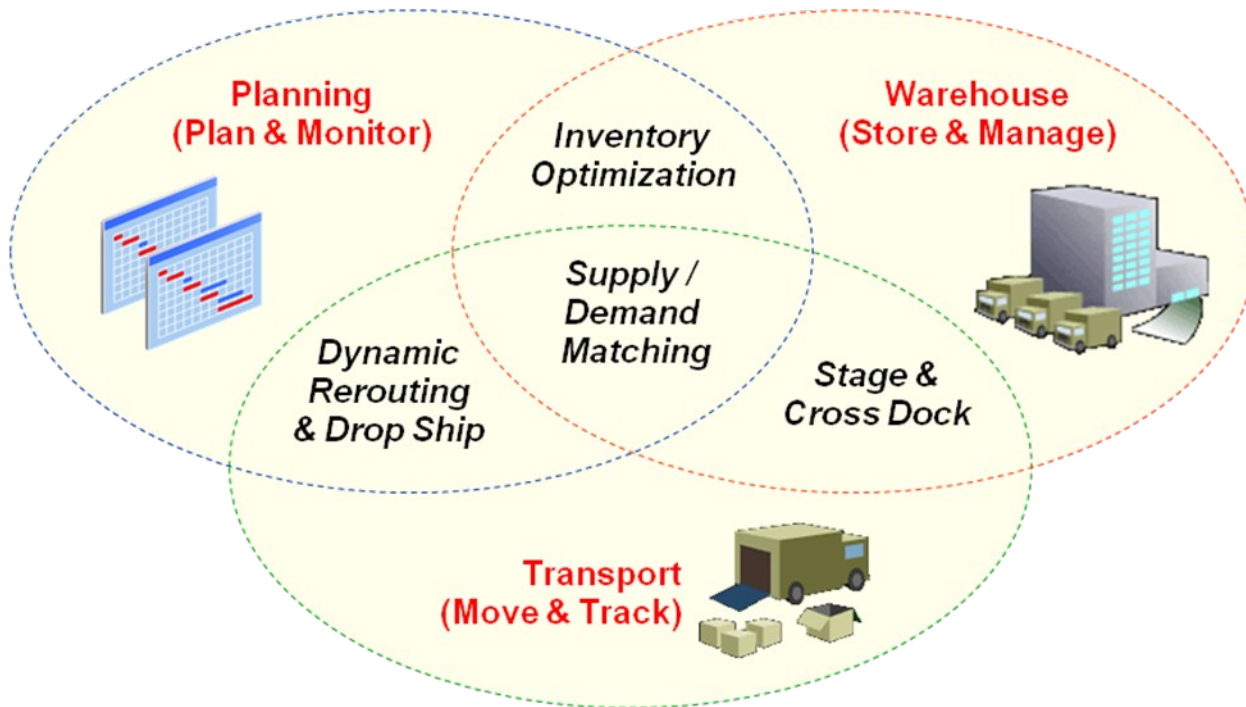 Planning
(Plan & Monitor)
Warehouse
(Store & Manage)
Inventory
Optimization
Supply /
Demand
Matching
Dynamic
Rerouting
& Drop Ship
Stage &
Cross Dock
Transport
(Move & Track)